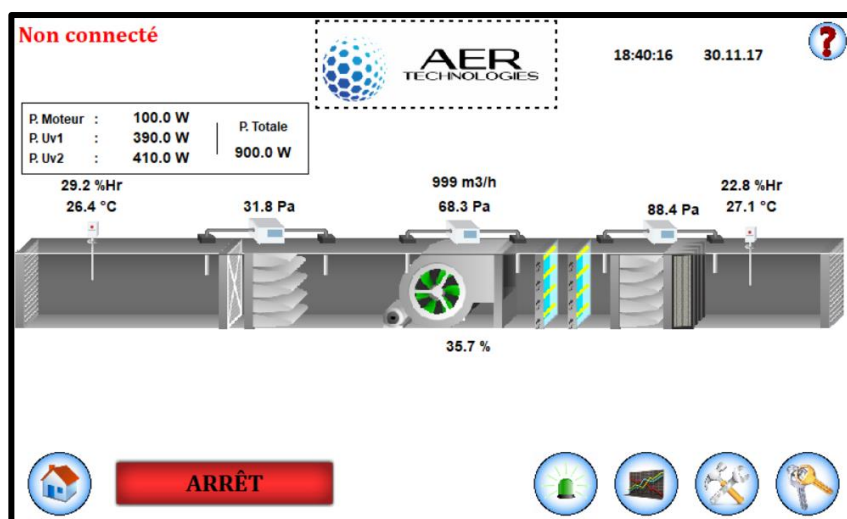 Non connecté
AER
TECHNOLOGIES
18:40:16 30.11.17
P. Moteur : 100.0 W
P. Uv1 : 390.0 W
P. Uv2 : 410.0 W
P. Totale
900.0 W
29.2 %Hr
26.4 °C
31.8 Pa
999 m3/h
68.3 Pa
88.4 Pa
22.8 %Hr
27.1 °C
35.7 %
ARRÊT
?